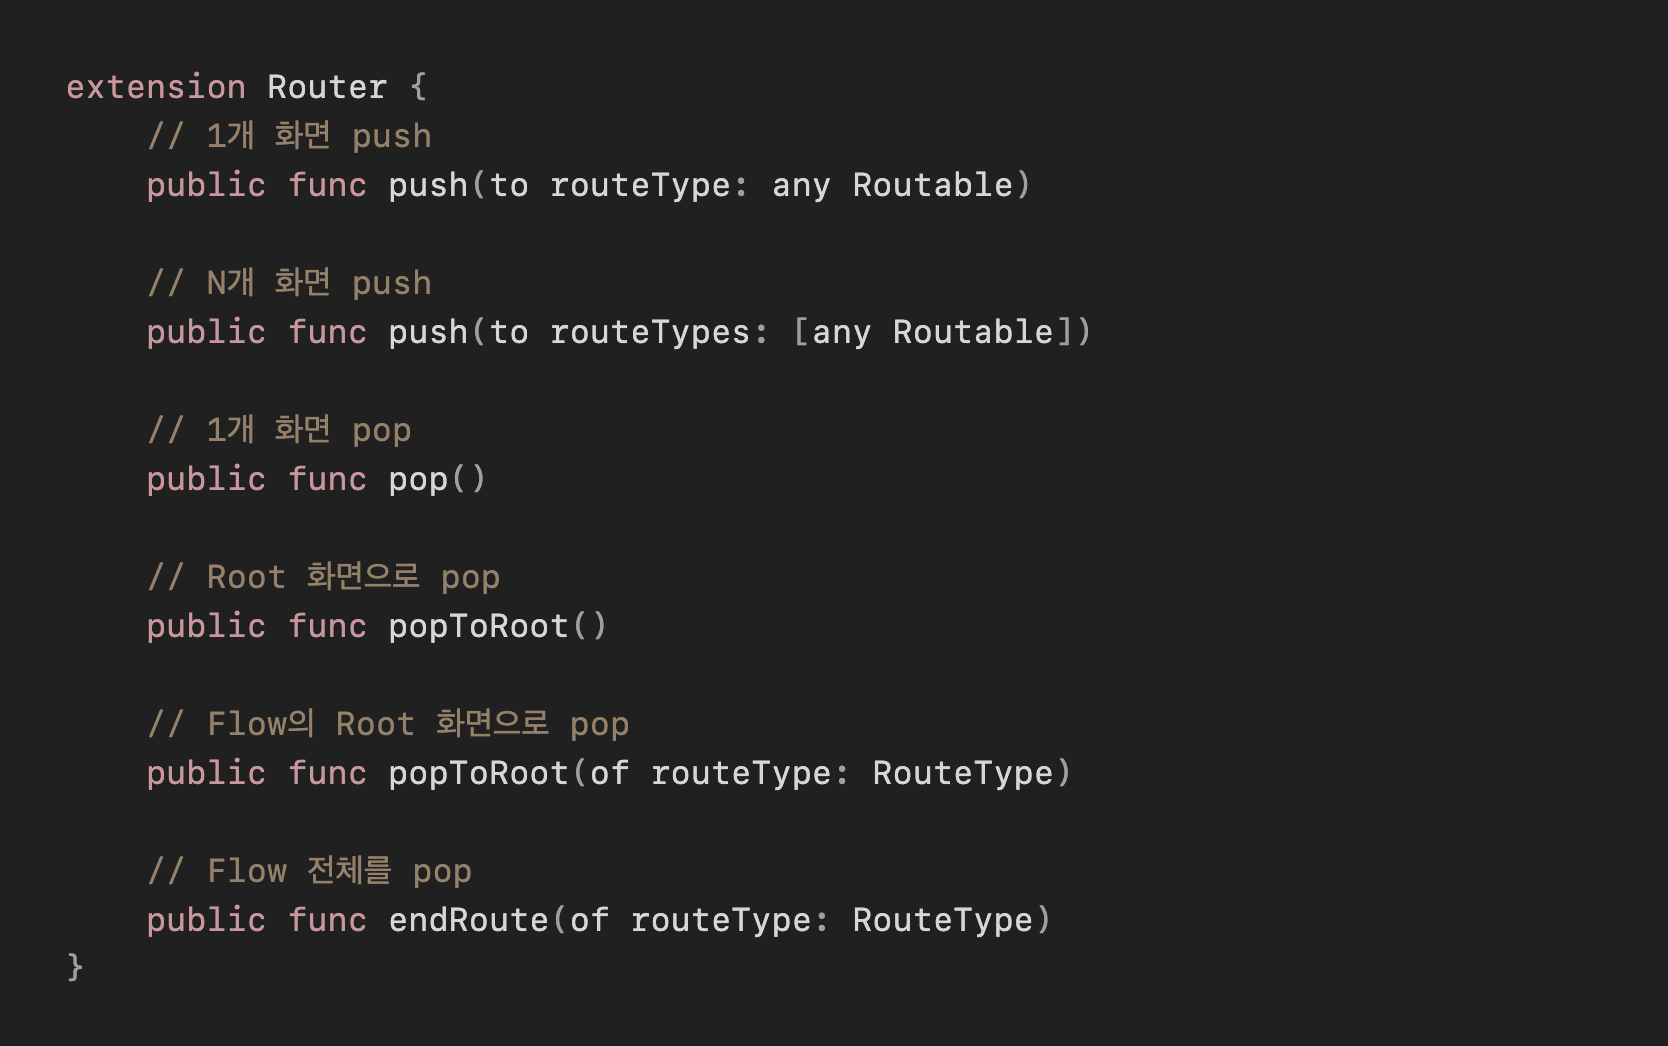 extension Router {
    // 1개 화면 push
    public func push(to routeType: any Routable)

    // N개 화면 push
    public func push(to routeTypes: [any Routable])

    // 1개 화면 pop
    public func pop()

    // Root 화면으로 pop
    public func popToRoot()

    // Flow의 Root 화면으로 pop
    public func popToRoot(of routeType: RouteType)

    // Flow 전체를 pop
    public func endRoute(of routeType: RouteType)
}